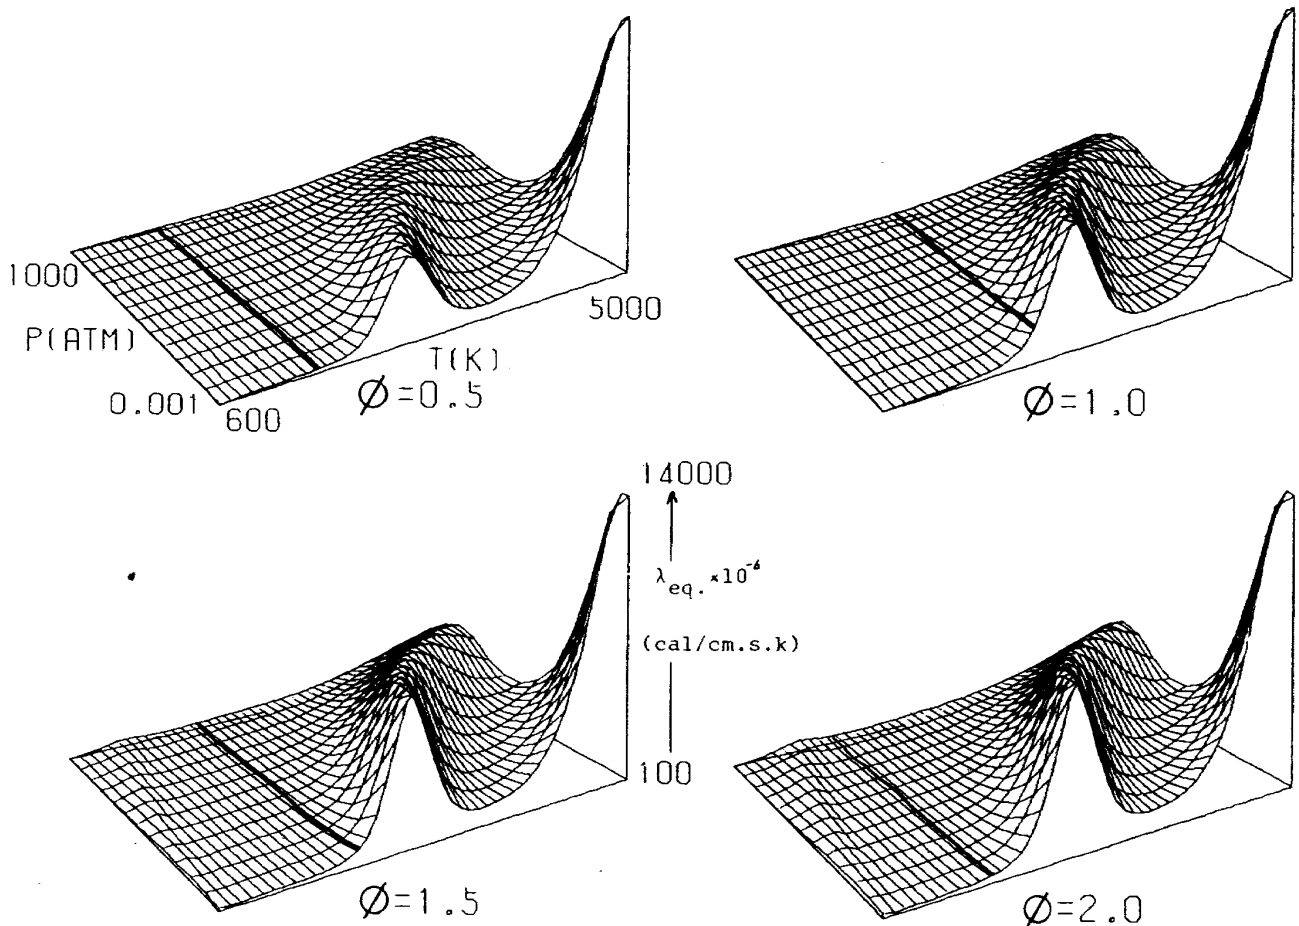 1000
P(ATM)
0.001
600
T(K)
5000
Ø=0.5
Ø=1.0
14000
λeq.×10⁻⁶
(cal/cm.s.k)
100
Ø=1.5
Ø=2.0